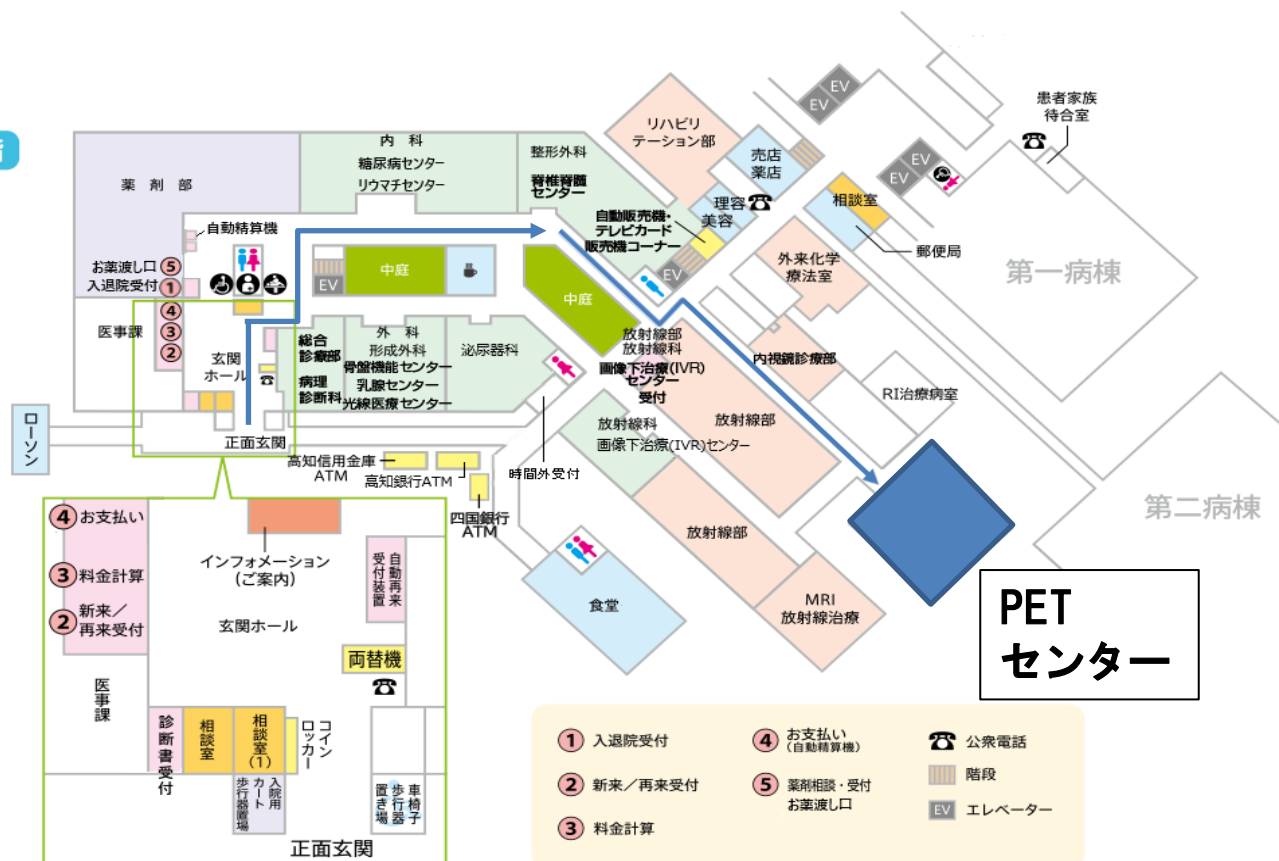 階
薬剤部
内 科
糖尿病センター
リウマチセンター
整形外科
脊椎脊髄
センター
リハビリ
テーション部
売店
薬店
理容
美容
自動販売機・
テレビカード
販売機コーナー
EV
EV
EV
EV
患者家族
待合室
相談室
郵便局
第一病棟
外来化学
療法室
自動精算機
お薬渡し口 5
入退院受付 1
4
3
2
医事課
玄関
ホール
正面玄関
ローソン
EV
中庭
中庭
EV
総合
診療部
病理
診断科
外 科
形成外科
骨盤機能センター
乳腺センター
光線医療センター
泌尿器科
放射線部
放射線科
画像下治療(IVR)
センター
受付
内視鏡診療部
RI治療病室
放射線部
放射線科
画像下治療(IVR)センター
時間外受付
高知信用金庫
ATM
高知銀行ATM
四国銀行
ATM
放射線部
食堂
MRI
放射線治療
第二病棟
PET
センター
4 お支払い
3 料金計算
2 新来／
再来受付
インフォメーション
(ご案内)
自動再来
受付装置
玄関ホール
両替機
医事課
診断書受付
相談室
相談室
(1)
コイン
ロッカー
入院用
カート
歩行器置場
車椅子
歩行器
置き場
正面玄関
1 入退院受付
2 新来／再来受付
3 料金計算
4 お支払い
(自動精算機)
5 薬剤相談・受付
お薬渡し口
公衆電話
階段
EV エレベーター